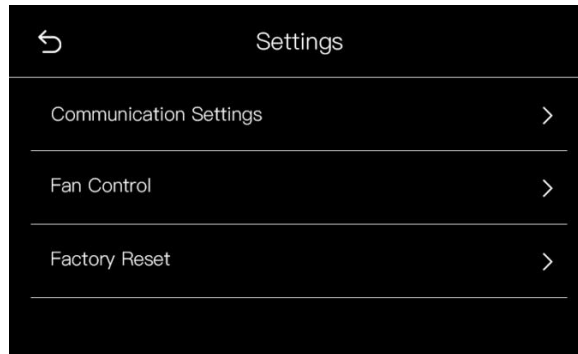 Settings
Communication Settings
Fan Control
Factory Reset